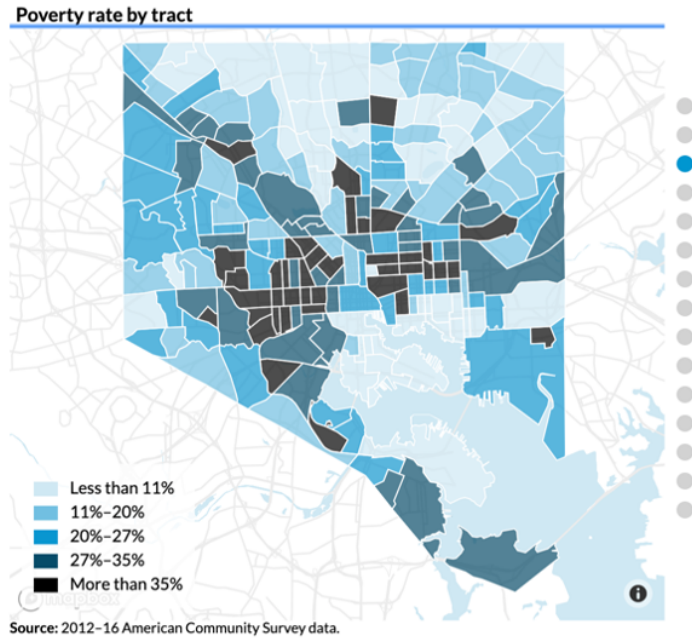 Poverty rate by tract
Less than 11%
11%–20%
20%–27%
27%–35%
More than 35%
mapbox
Source: 2012–16 American Community Survey data.